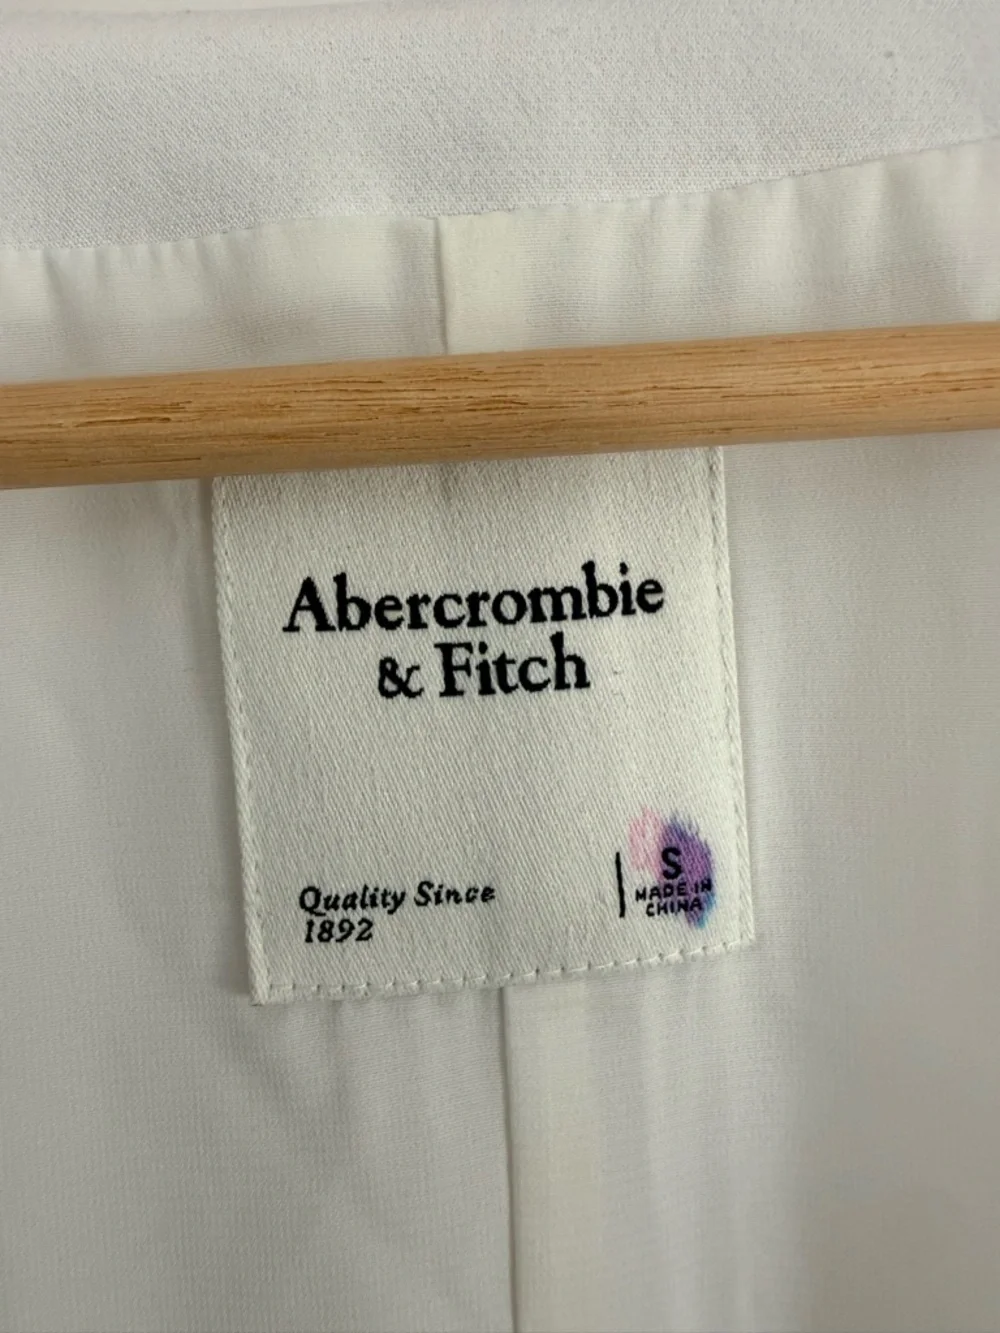 Abercrombie
& Fitch
Quality Since
1892
S
MADE IN
CHINA